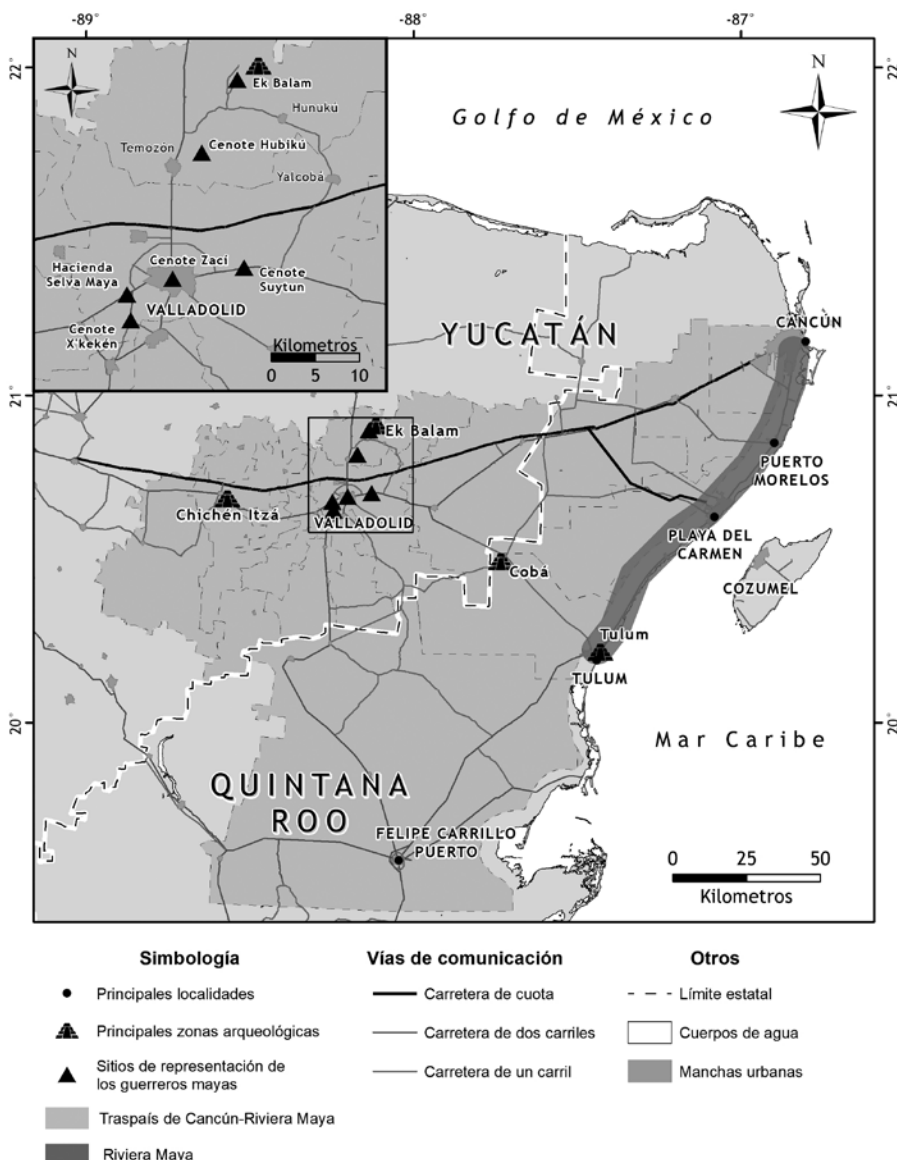 -89°
-88°
-87°
22°
22°
21°
21°
20°
20°
N
Ek Balam
Hunukú
Cenote Hubikú
Temozón
Yalcobá
Cenote Zací
Hacienda
Selva Maya
Cenote
Suytun
VALLADOLID
Cenote
X'kekén
Kilometros
0 5 10
N
Golfo de México
YUCATÁN
CANCÚN
Ek Balam
PUERTO
MORELOS
Chichén Itzá
VALLADOLID
PLAYA DEL
CARMEN
Cobá
COZUMEL
Tulum
TULUM
Mar Caribe
QUINTANA
ROO
FELIPE CARRILLO
PUERTO
0 25 50
Kilometros
Simbología
Principales localidades
Principales zonas arqueológicas
Sitios de representación de
los guerreros mayas
Traspaís de Cancún-Riviera Maya
Riviera Maya
Vías de comunicación
Carretera de cuota
Carretera de dos carriles
Carretera de un carril
Otros
Límite estatal
Cuerpos de agua
Manchas urbanas